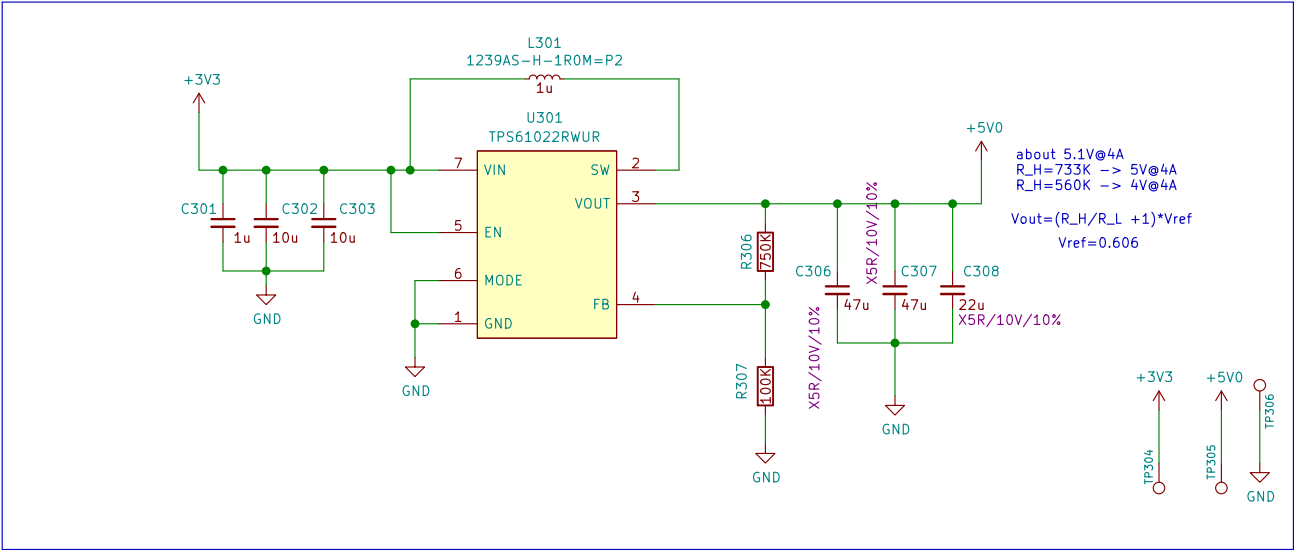 L301
1239AS-H-1R0M=P2
1u
+3V3
U301
TPS61022RWUR
7
VIN
SW
2
VOUT
3
5
EN
6
MODE
FB
4
1
GND
C301
1u
C302
10u
C303
10u
GND
GND
R306
750K
R307
100K
GND
+5V0
C306
47u
X5R/10V/10%
C307
47u
X5R/10V/10%
C308
22u
X5R/10V/10%
GND
about 5.1V@4A
R_H=733K -> 5V@4A
R_H=560K -> 4V@4A
Vout=(R_H/R_L +1)*Vref
Vref=0.606
+3V3
TP304
+5V0
TP305
TP306
GND